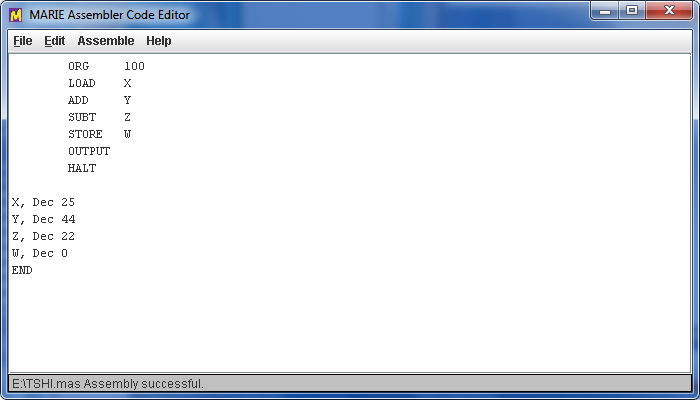 MARIE Assembler Code Editor
File Edit Assemble Help
ORG 100
LOAD X
ADD Y
SUBT Z
STORE W
OUTPUT
HALT
X, Dec 25
Y, Dec 44
Z, Dec 22
W, Dec 0
END
E:\TSHI.mas Assembly successful.